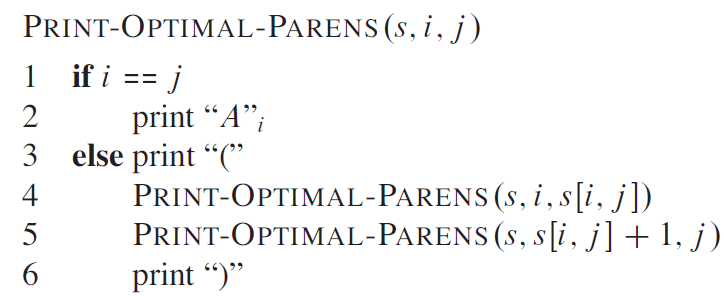 PRINT-OPTIMAL-PARENS(s, i, j)
1 if i == j
2 print “A”i
3 else print “(”
4 PRINT-OPTIMAL-PARENS(s, i, s[i, j])
5 PRINT-OPTIMAL-PARENS(s, s[i, j] + 1, j)
6 print “)”